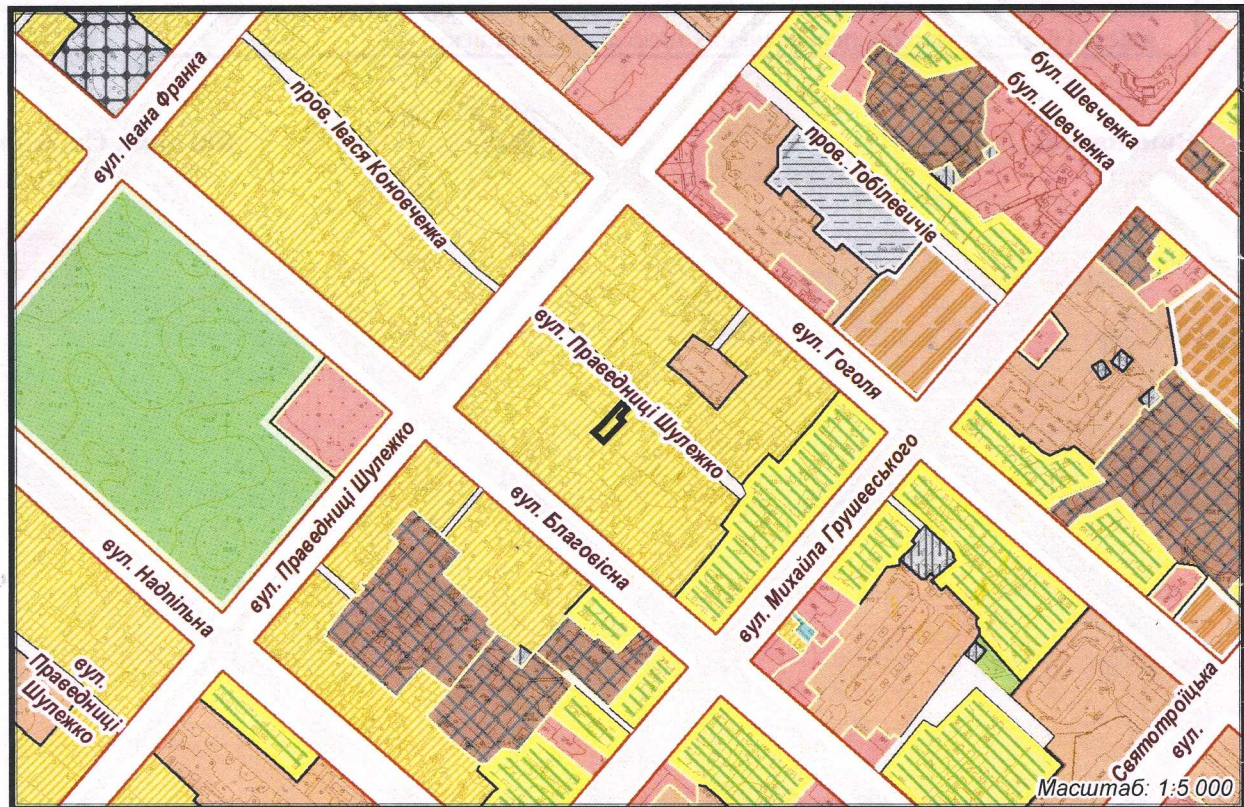 бул. Шевченка
бул. Шевченка
вул. Івана Франка
пров. Івася Коновченка
пров. Тобілевичів
вул. Праведниці Шулежко
вул. Гоголя
вул. Праведниці Шулежко
вул. Благовісна
вул. Михайла Грушевського
вул. Надпільна
вул.
Праведниці
Шулежко
Святотроїцька
вул.
Масштаб: 1:5 000